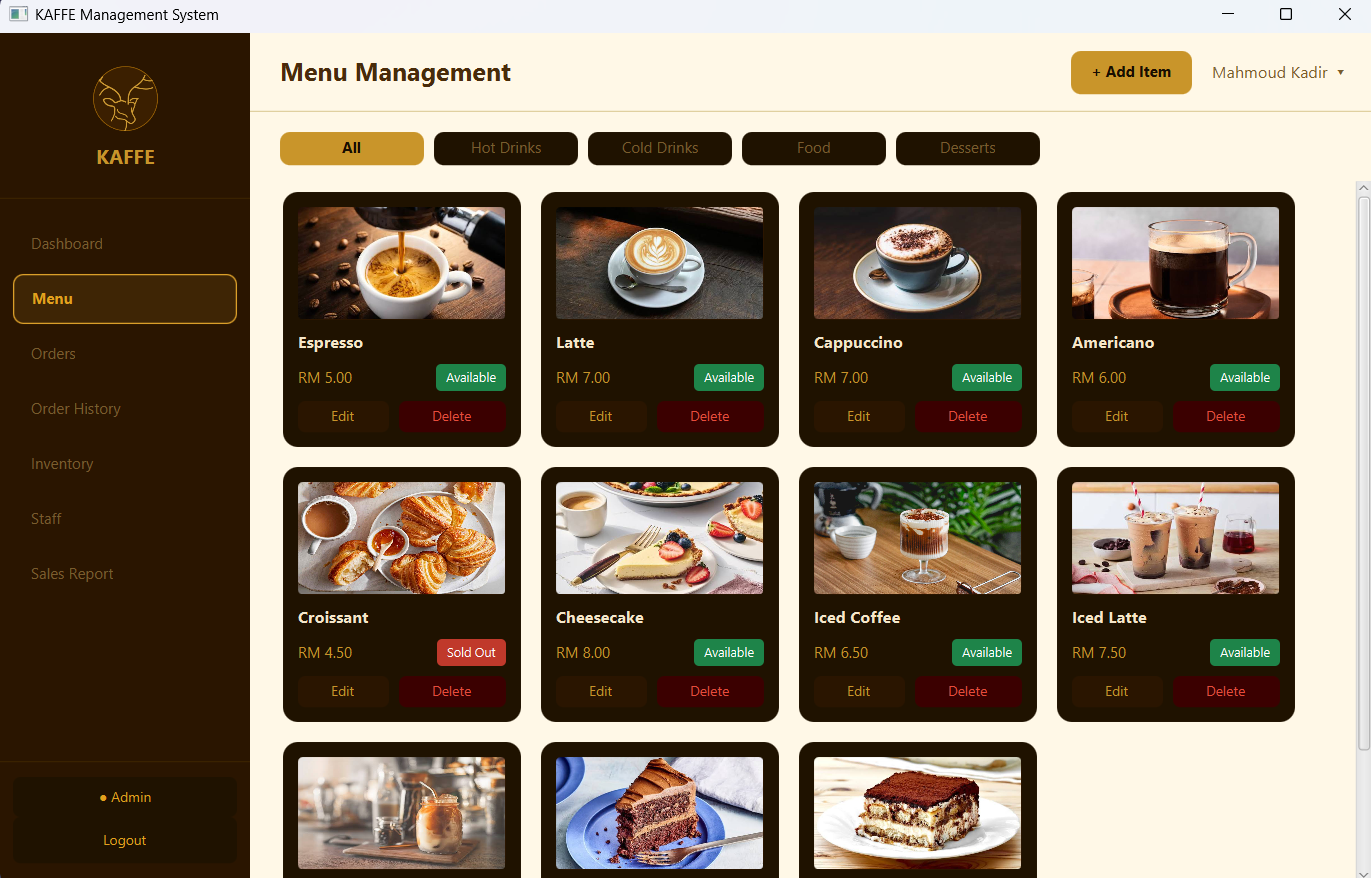 KAFFE Management System
KAFFE
Dashboard
Menu
Orders
Order History
Inventory
Staff
Sales Report
● Admin
Logout
Menu Management
+ Add Item
Mahmoud Kadir ▾
All
Hot Drinks
Cold Drinks
Food
Desserts
Espresso
RM 5.00
Available
Edit
Delete
Latte
RM 7.00
Available
Edit
Delete
Cappuccino
RM 7.00
Available
Edit
Delete
Americano
RM 6.00
Available
Edit
Delete
Croissant
RM 4.50
Sold Out
Edit
Delete
Cheesecake
RM 8.00
Available
Edit
Delete
Iced Coffee
RM 6.50
Available
Edit
Delete
Iced Latte
RM 7.50
Available
Edit
Delete